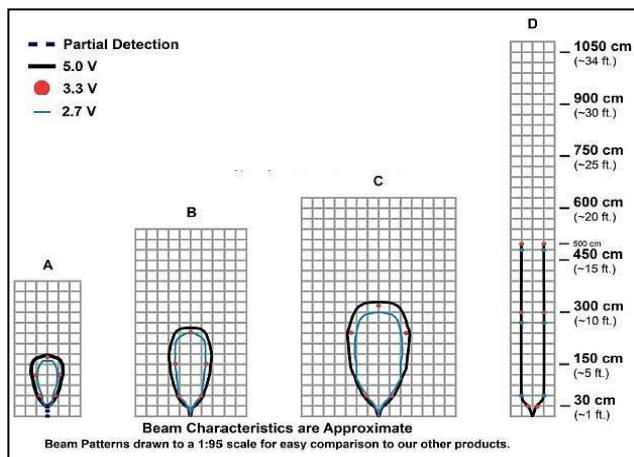 Partial Detection
5.0 V
3.3 V
2.7 V
A
B
C
D
1050 cm
(~34 ft.)
900 cm
(~30 ft.)
750 cm
(~25 ft.)
600 cm
(~20 ft.)
500 cm
450 cm
(~15 ft.)
300 cm
(~10 ft.)
150 cm
(~5 ft.)
30 cm
(~1 ft.)
Beam Characteristics are Approximate
Beam Patterns drawn to a 1:95 scale for easy comparison to our other products.